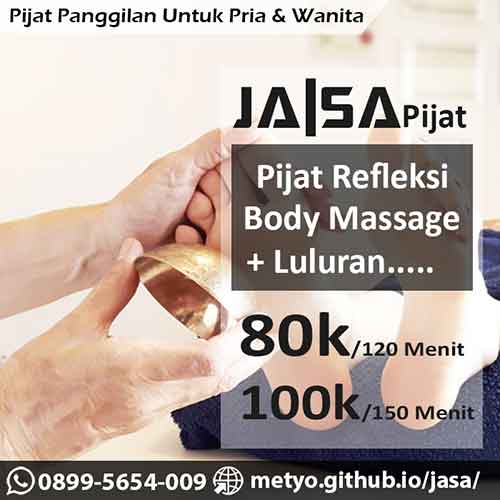 Pijat Panggilan Untuk Pria & Wanita
JA|SA Pijat
Pijat Refleksi
Body Massage
+ Luluran.....
80k/120 Menit
100k/150 Menit
0899-5654-009 metyo.github.io/jasa/